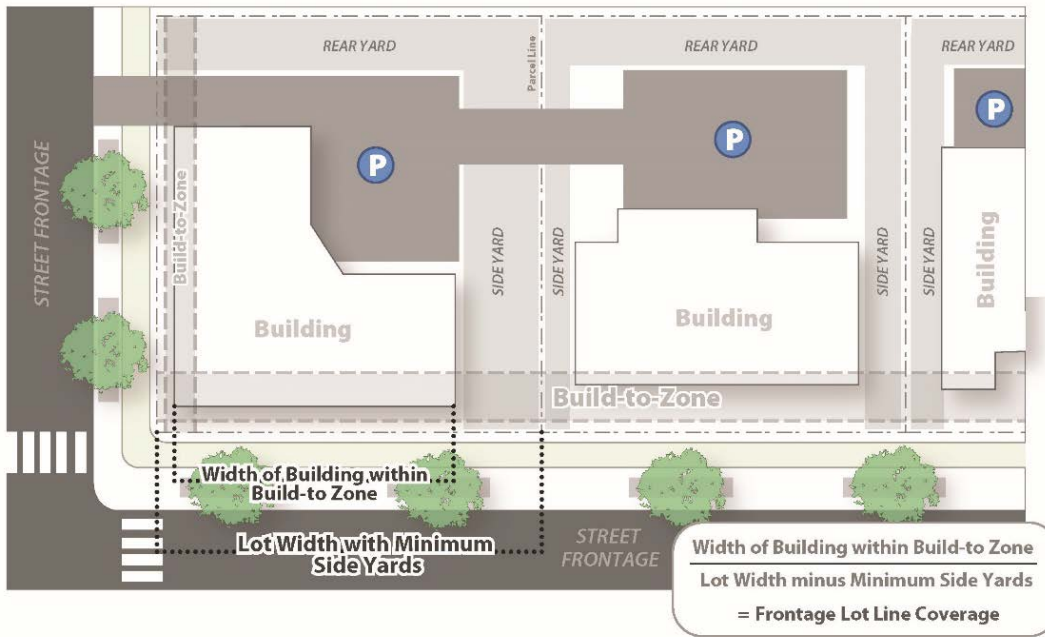 REAR YARD
REAR YARD
REAR YARD
Parcel Line
P
P
P
STREET FRONTAGE
Build-to-Zone
SIDE YARD
SIDE YARD
SIDE YARD
SIDE YARD
Building
Building
Building
Build-to-Zone
Width of Building within
Build-to Zone
Lot Width with Minimum
Side Yards
STREET
FRONTAGE
Width of Building within Build-to Zone
Lot Width minus Minimum Side Yards
= Frontage Lot Line Coverage